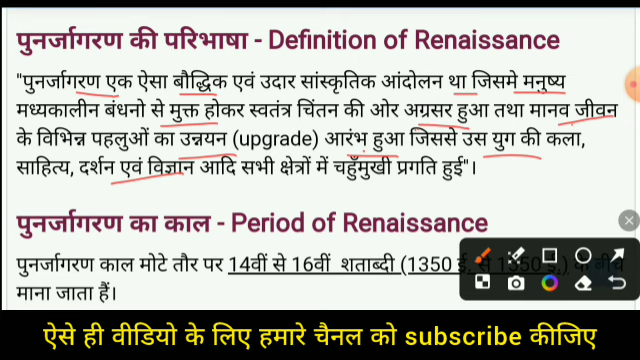 पुनर्जागरण की परिभाषा - Definition of Renaissance
"पुनर्जागरण एक ऐसा बौद्धिक एवं उदार सांस्कृतिक आंदोलन था जिसमे मनुष्य
मध्यकालीन बंधनो से मुक्त होकर स्वतंत्र चिंतन की ओर अग्रसर हुआ तथा मानव जीवन
के विभिन्न पहलुओं का उन्नयन (upgrade) आरंभ हुआ जिससे उस युग की कला,
साहित्य, दर्शन एवं विज्ञान आदि सभी क्षेत्रों में चहुँमुखी प्रगति हुई"।
पुनर्जागरण का काल - Period of Renaissance
पुनर्जागरण काल मोटे तौर पर 14वीं से 16वीं शताब्दी (1350 ई. से 1550 ई.) के बीच
माना जाता हैं।
ऐसे ही वीडियो के लिए हमारे चैनल को subscribe कीजिए